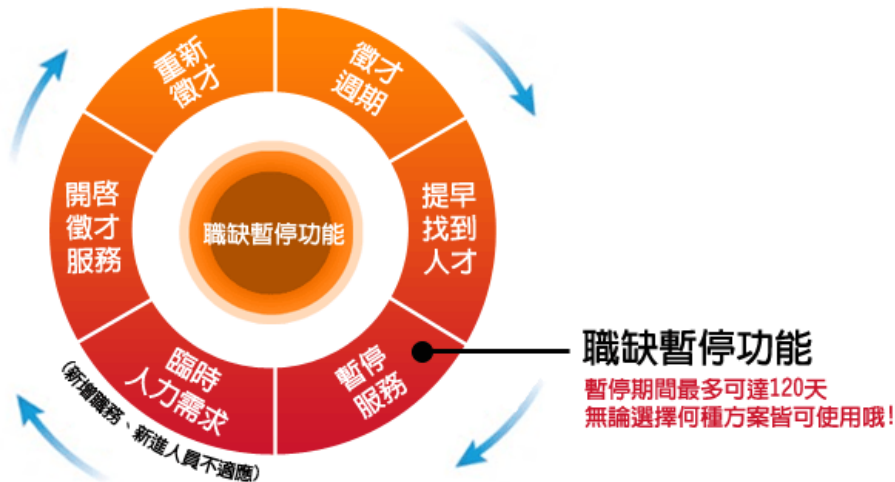 重新
徵才
徵才
週期
開啓
徵才
服務
職缺暫停功能
提早
找到
人才
臨時
人力需求
(新增職務、新進人員不適應)
暫停
服務
職缺暫停功能
暫停期間最多可達120天
無論選擇何種方案皆可使用哦!